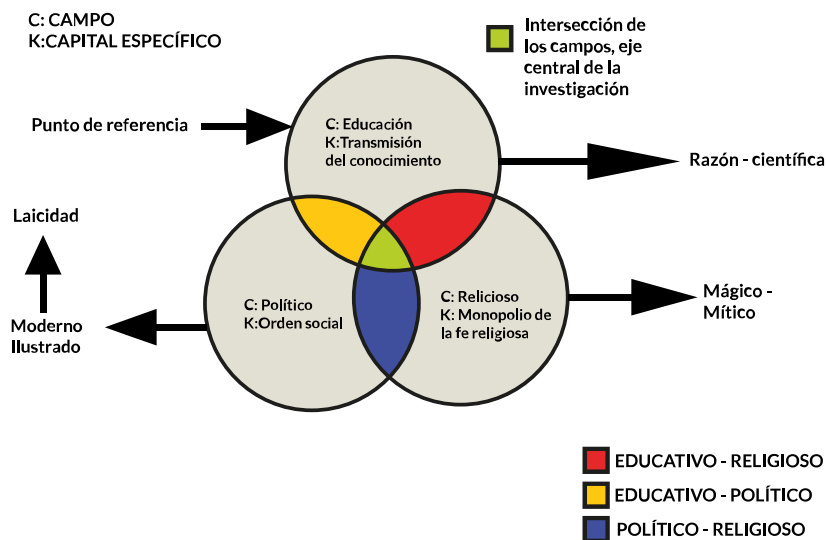 C: CAMPO
K:CAPITAL ESPECÍFICO
Intersección de
los campos, eje
central de la
investigación
Punto de referencia
C: Educación
K:Transmisión
del conocimiento
Razón - científica
Laicidad
C: Político
K:Orden social
C: Relicioso
K: Monopolio de
la fe religiosa
Mágico -
Mítico
Moderno
Ilustrado
EDUCATIVO - RELIGIOSO
EDUCATIVO - POLÍTICO
POLÍTICO - RELIGIOSO